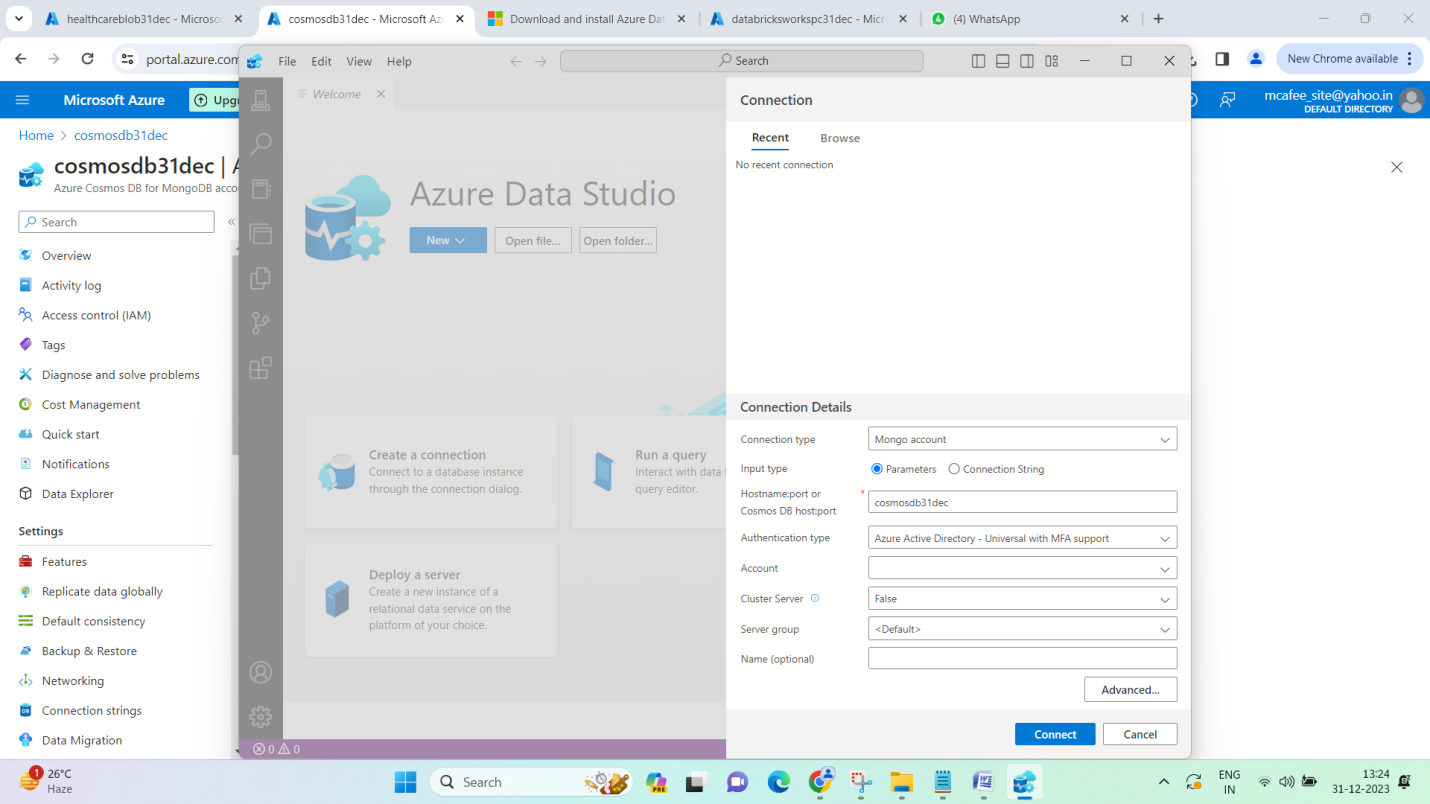 healthcareblob31dec - Microso
cosmosdb31dec - Microsoft Az
Download and install Azure Dat
databricksworkspc31dec - Micr
(4) WhatsApp
portal.azure.com
New Chrome available
File Edit View Help
Search
Microsoft Azure
Upgr
mcafee_site@yahoo.in
DEFAULT DIRECTORY
Home > cosmosdb31dec
cosmosdb31dec | A
Azure Cosmos DB for MongoDB acco
Search
Overview
Activity log
Access control (IAM)
Tags
Diagnose and solve problems
Cost Management
Quick start
Notifications
Data Explorer
Settings
Features
Replicate data globally
Default consistency
Backup & Restore
Networking
Connection strings
Data Migration
Welcome
Azure Data Studio
New
Open file...
Open folder...
Create a connection
Connect to a database instance
through the connection dialog.
Run a query
Interact with data
query editor.
Deploy a server
Create a new instance of a
relational data service on the
platform of your choice.
0 0
Connection
Recent Browse
No recent connection
Connection Details
Connection type Mongo account
Input type Parameters Connection String
Hostname:port or
Cosmos DB host:port
* cosmosdb31dec
Authentication type Azure Active Directory - Universal with MFA support
Account
Cluster Server False
Server group <Default>
Name (optional)
Advanced...
Connect Cancel
1
26°C
Haze
Search
PRE
ENG
IN
13:24
31-12-2023